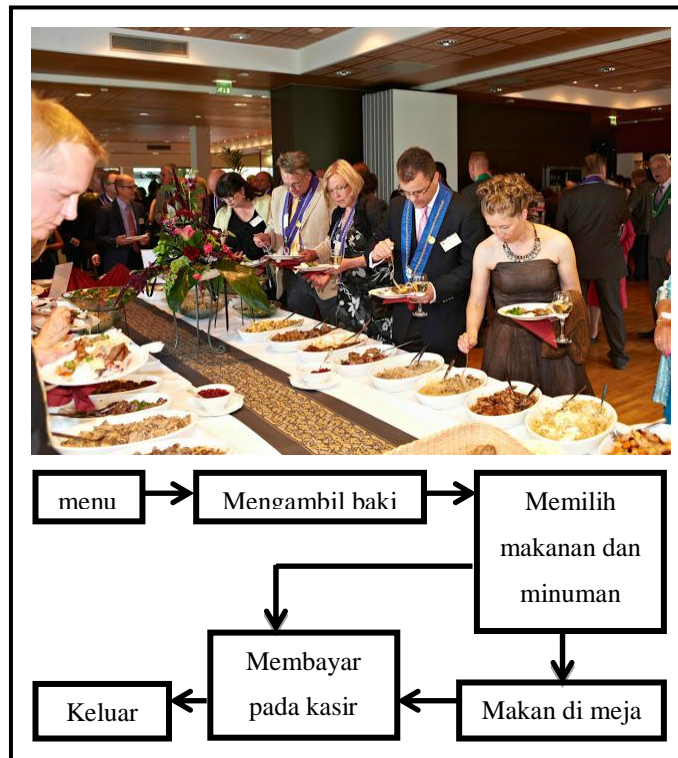 menu
Mengambil baki
Memilih
makanan dan
minuman
Membayar
pada kasir
Makan di meja
Keluar